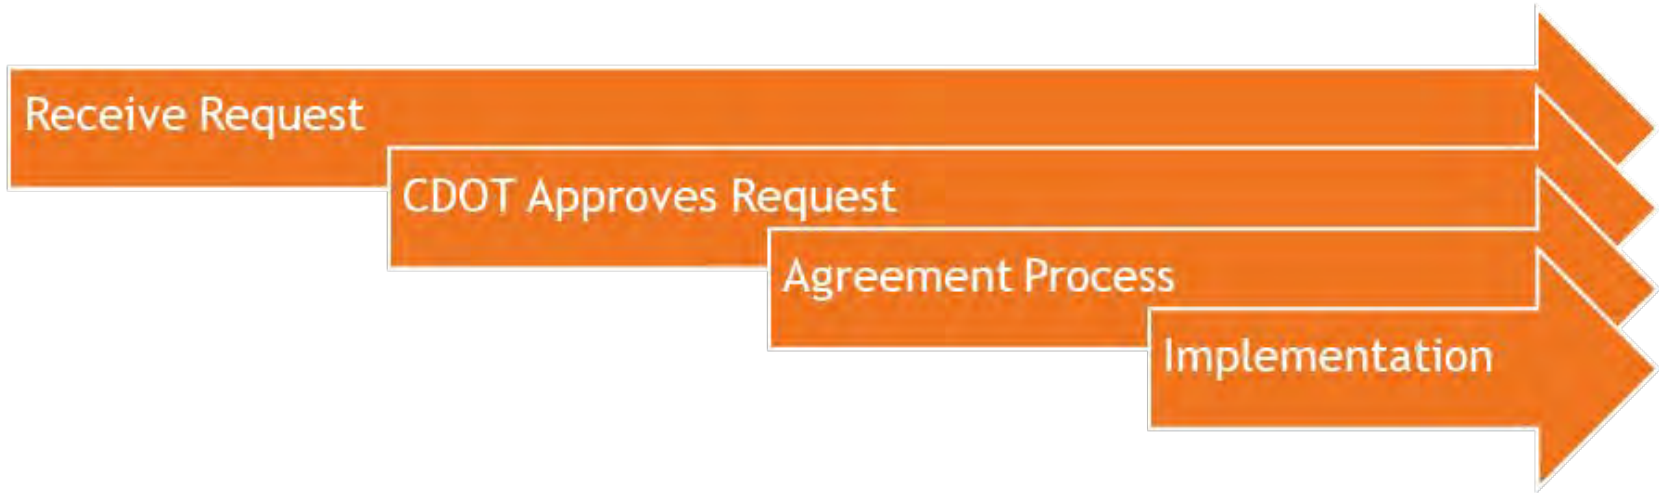 Receive Request
CDOT Approves Request
Agreement Process
Implementation